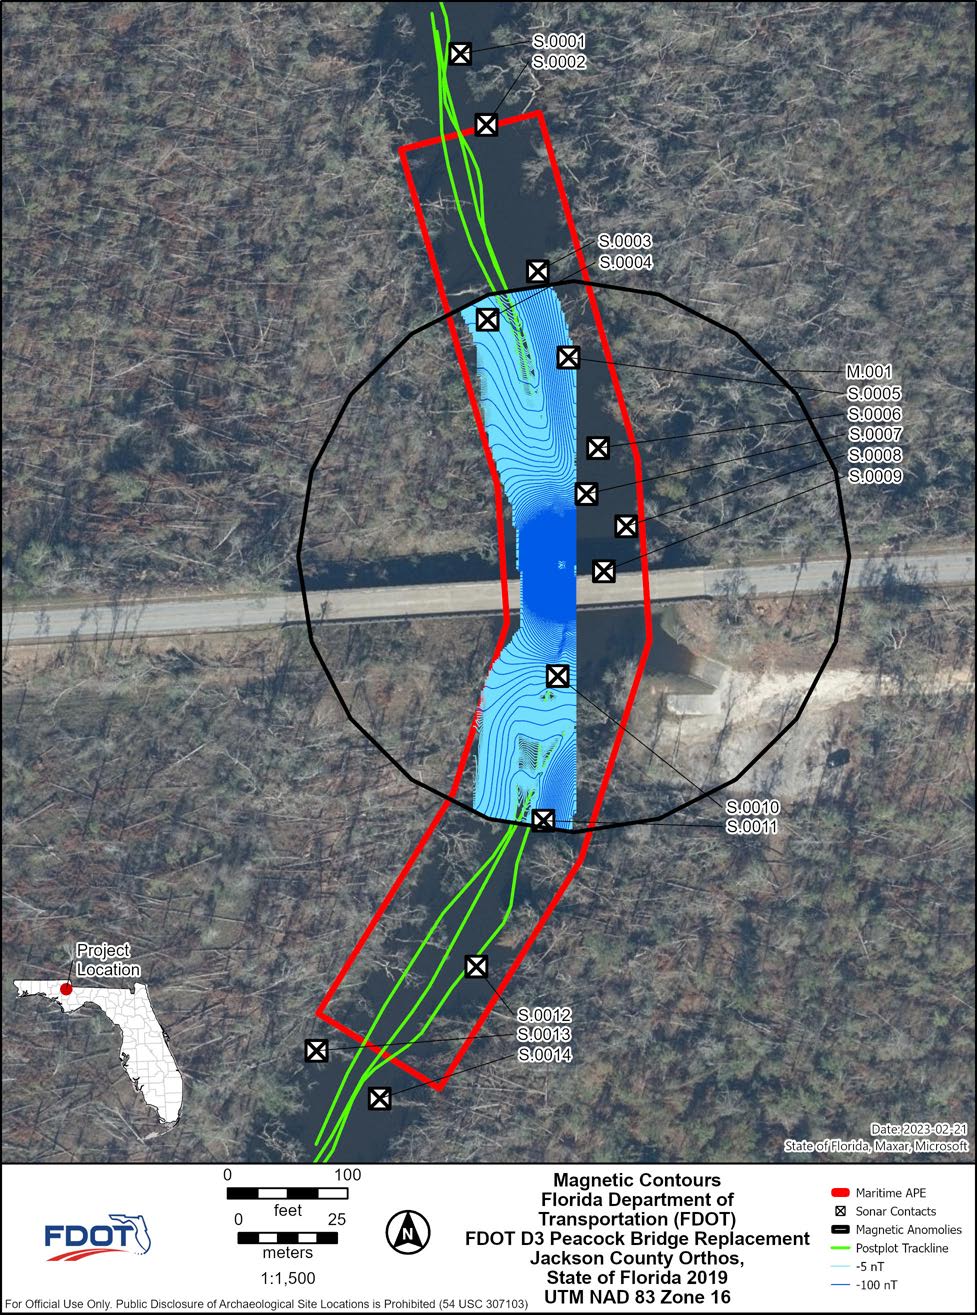 S.0001
S.0002
S.0003
S.0004
M.001
S.0005
S.0006
S.0007
S.0008
S.0009
S.0010
S.0011
Project
Location
S.0012
S.0013
S.0014
Date: 2023-02-21
State of Florida, Maxar, Microsoft
0 100
feet
0 25
meters
1:1,500
FDOT
N
Magnetic Contours
Florida Department of
Transportation (FDOT)
FDOT D3 Peacock Bridge Replacement
Jackson County Orthos,
State of Florida 2019
UTM NAD 83 Zone 16
Maritime APE
Sonar Contacts
Magnetic Anomolies
Postplot Trackline
-5 nT
-100 nT
For Official Use Only. Public Disclosure of Archaeological Site Locations is Prohibited (54 USC 307103)